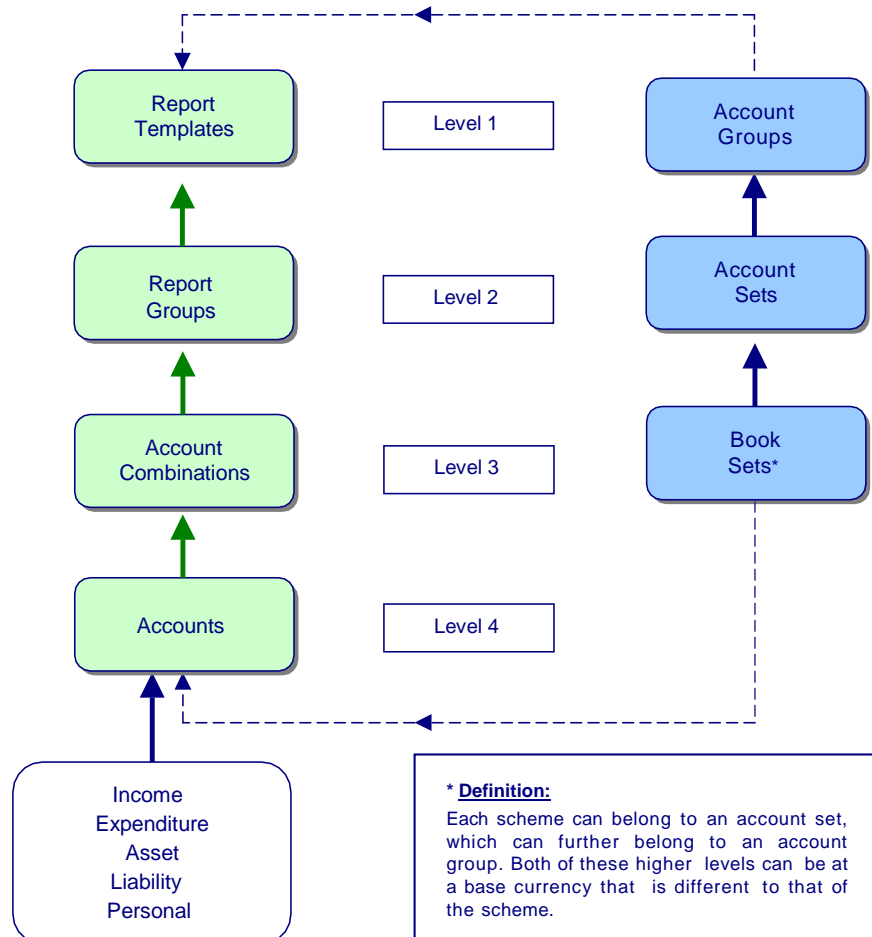 Report
Templates
Level 1
Account
Groups
Report
Groups
Level 2
Account
Sets
Account
Combinations
Level 3
Book
Sets*
Accounts
Level 4
Income
Expenditure
Asset
Liability
Personal
* Definition:
Each scheme can belong to an account set,
which can further belong to an account
group. Both of these higher levels can be at
a base currency that is different to that of
the scheme.